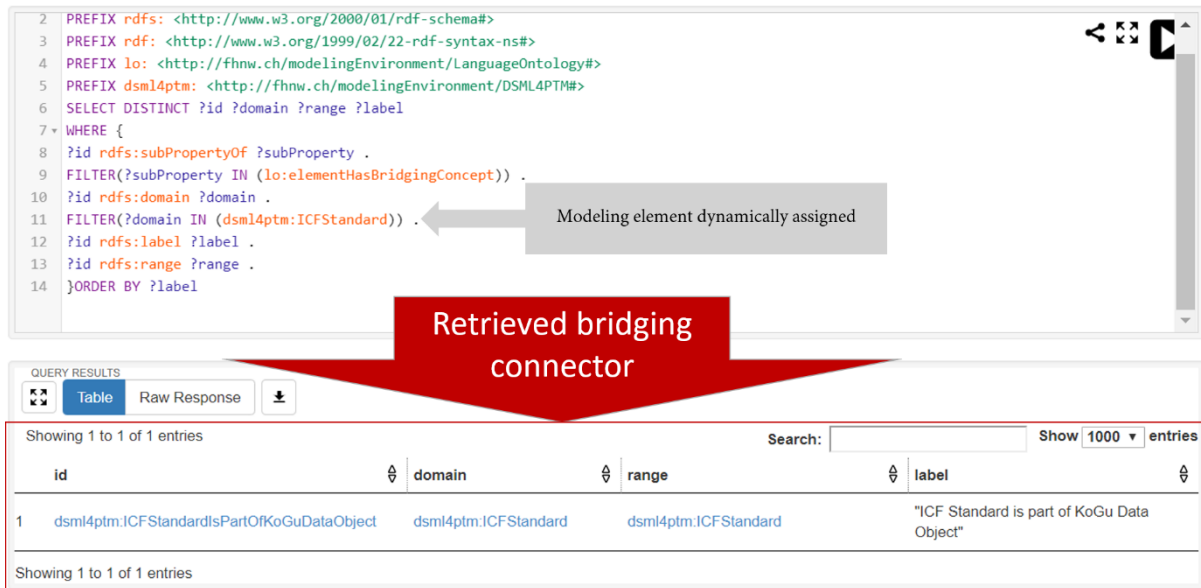 2 PREFIX rdfs: <http://www.w3.org/2000/01/rdf-schema#>
3 PREFIX rdf: <http://www.w3.org/1999/02/22-rdf-syntax-ns#>
4 PREFIX lo: <http://fhnw.ch/modelingEnvironment/LanguageOntology#>
5 PREFIX dsml4ptm: <http://fhnw.ch/modelingEnvironment/DSML4PTM#>
6 SELECT DISTINCT ?id ?domain ?range ?label
7 WHERE {
8 ?id rdfs:subPropertyOf ?subProperty .
9 FILTER(?subProperty IN (lo:elementHasBridgingConcept)) .
10 ?id rdfs:domain ?domain .
11 FILTER(?domain IN (dsml4ptm:ICFStandard)) .
Modeling element dynamically assigned
12 ?id rdfs:label ?label .
13 ?id rdfs:range ?range .
14 }ORDER BY ?label
Retrieved bridging
connector
QUERY RESULTS
Table Raw Response
Showing 1 to 1 of 1 entries Search: Show 1000 entries
id domain range label
1 dsml4ptm:ICFStandardIsPartOfKoGuDataObject dsml4ptm:ICFStandard dsml4ptm:ICFStandard "ICF Standard is part of KoGu Data
Object"
Showing 1 to 1 of 1 entries